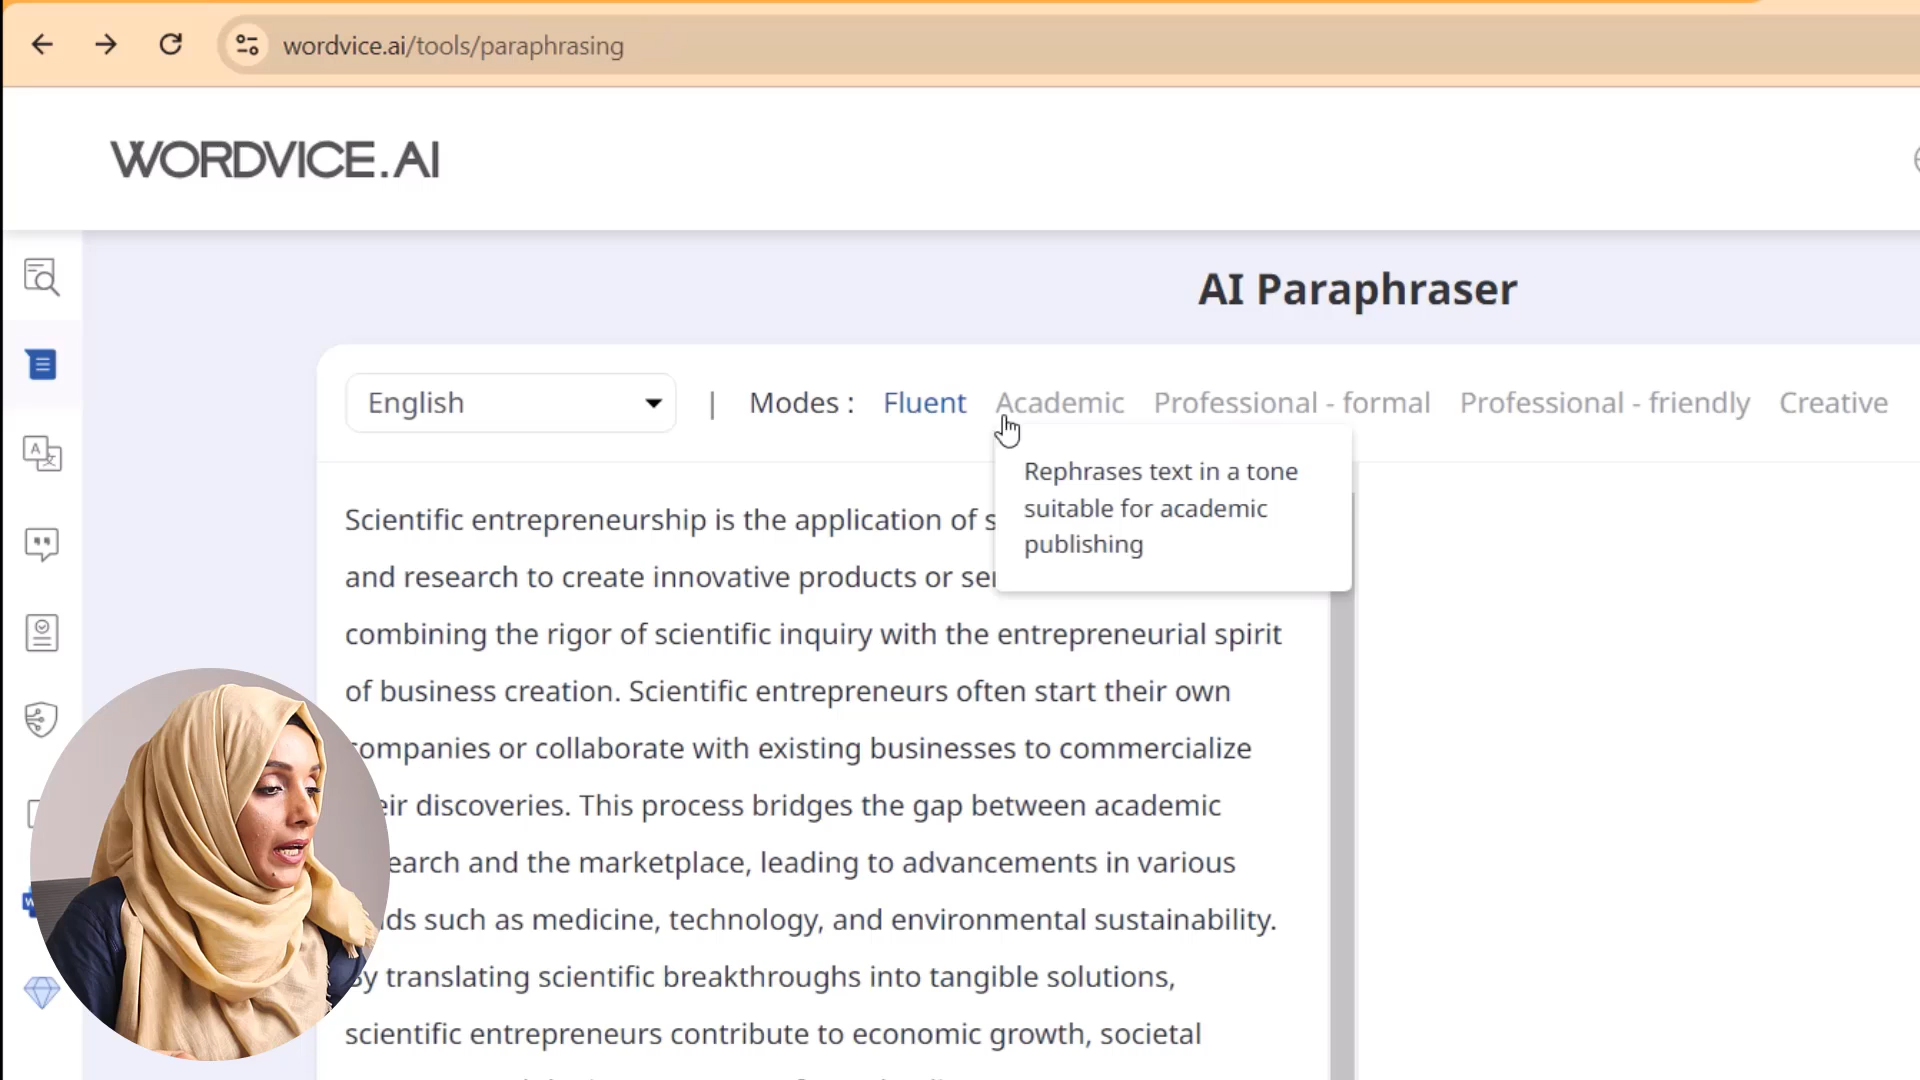 wordvice.ai/tools/paraphrasing
WORDVICE.AI
AI Paraphraser
English | Modes : Fluent Academic Professional - formal Professional - friendly Creative
Rephrases text in a tone
suitable for academic
publishing
Scientific entrepreneurship is the application of s
and research to create innovative products or se
combining the rigor of scientific inquiry with the entrepreneurial spirit
of business creation. Scientific entrepreneurs often start their own
companies or collaborate with existing businesses to commercialize
eir discoveries. This process bridges the gap between academic
earch and the marketplace, leading to advancements in various
ds such as medicine, technology, and environmental sustainability.
By translating scientific breakthroughs into tangible solutions,
scientific entrepreneurs contribute to economic growth, societal